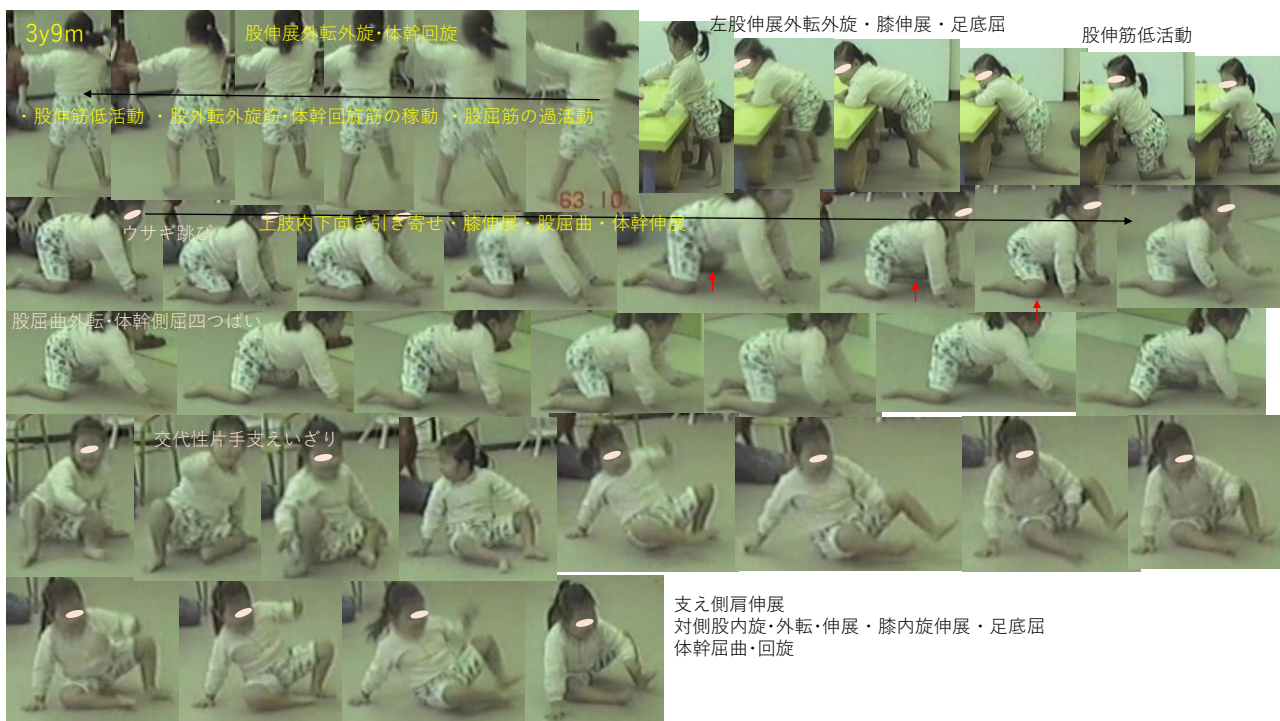 3y9m
股伸展外転外旋・体幹回旋
左股伸展外転外旋・膝伸展・足底屈
股伸筋低活動
・股伸筋低活動 ・股外転外旋筋・体幹回旋筋の稼動 ・股屈筋の過活動
63.10
ウサギ跳び
上肢内下向き引き寄せ・膝伸展・股屈曲・体幹伸展
股屈曲外転・体幹側屈四つばい
交代性片手支えいざり
支え側肩伸展
対側股内旋・外転・伸展・膝内旋伸展・足底屈
体幹屈曲・回旋